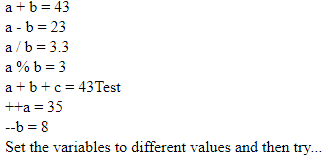 a + b = 43
a - b = 23
a / b = 3.3
a % b = 3
a + b + c = 43Test
++a = 35
--b = 8
Set the variables to different values and then try...